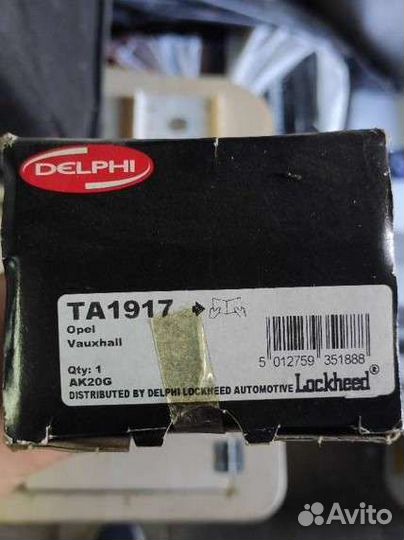 DELPHI
TA1917
Opel
Vauxhall
Qty: 1
AK20G
5 012759 351888
DISTRIBUTED BY DELPHI LOCKHEED AUTOMOTIVE
Lockheed®
Avito